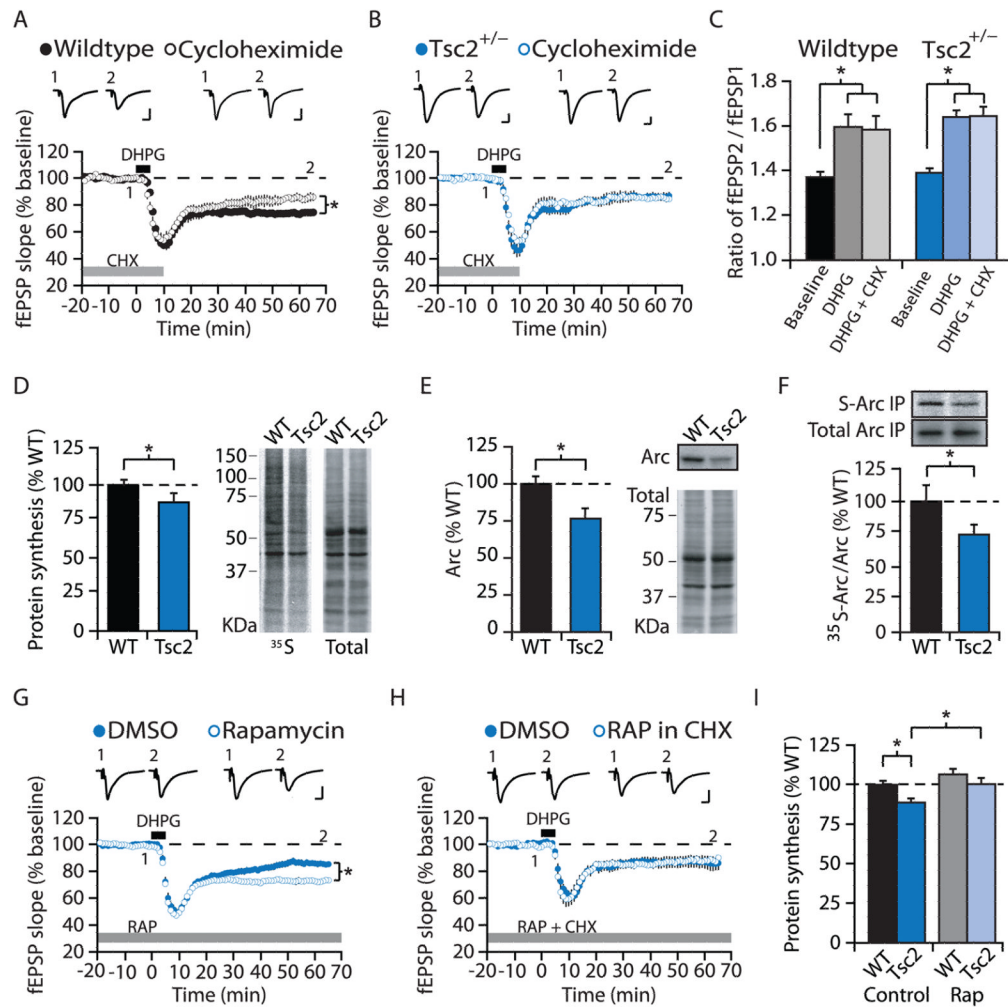 A
● Wildtype ○ Cycloheximide
1 2 1 2
fEPSP slope (% baseline)
120
100
80
60
40
20
DHPG
1
2
*
CHX
-20 -10 0 10 20 30 40 50 60 70
Time (min)
B
● Tsc2+/– ○ Cycloheximide
1 2 1 2
fEPSP slope (% baseline)
120
100
80
60
40
20
DHPG
1
2
CHX
-20 -10 0 10 20 30 40 50 60 70
Time (min)
C
Wildtype Tsc2+/–
* *
Ratio of fEPSP2 / fEPSP1
1.8
1.6
1.4
1.2
1.0
Baseline DHPG DHPG + CHX Baseline DHPG DHPG + CHX
D
Protein synthesis (% WT)
125
100
75
50
25
0
*
WT Tsc2
WT Tsc2 WT Tsc2
150
100
75
50
37
KDa
35S Total
E
Arc (% WT)
125
100
75
50
25
0
*
WT Tsc2
WT Tsc2
Arc
Total
75
50
37
KDa
F
S-Arc IP
Total Arc IP
35S-Arc/Arc (% WT)
125
100
75
50
25
0
*
WT Tsc2
G
● DMSO ○ Rapamycin
1 2 1 2
fEPSP slope (% baseline)
120
100
80
60
40
20
DHPG
1
2
*
RAP
-20 -10 0 10 20 30 40 50 60 70
Time (min)
H
● DMSO ○ RAP in CHX
1 2 1 2
fEPSP slope (% baseline)
120
100
80
60
40
20
DHPG
1
2
RAP + CHX
-20 -10 0 10 20 30 40 50 60 70
Time (min)
I
Protein synthesis (% WT)
125
100
75
50
25
0
* *
WT Tsc2 WT Tsc2
Control Rap